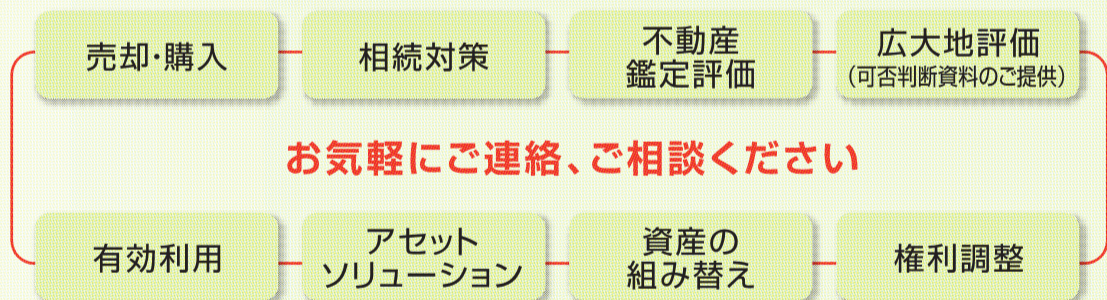 売却・購入
相続対策
不動産
鑑定評価
広大地評価
（可否判断資料のご提供）
お気軽にご連絡、ご相談ください
有効利用
アセット
ソリューション
資産の
組み替え
権利調整